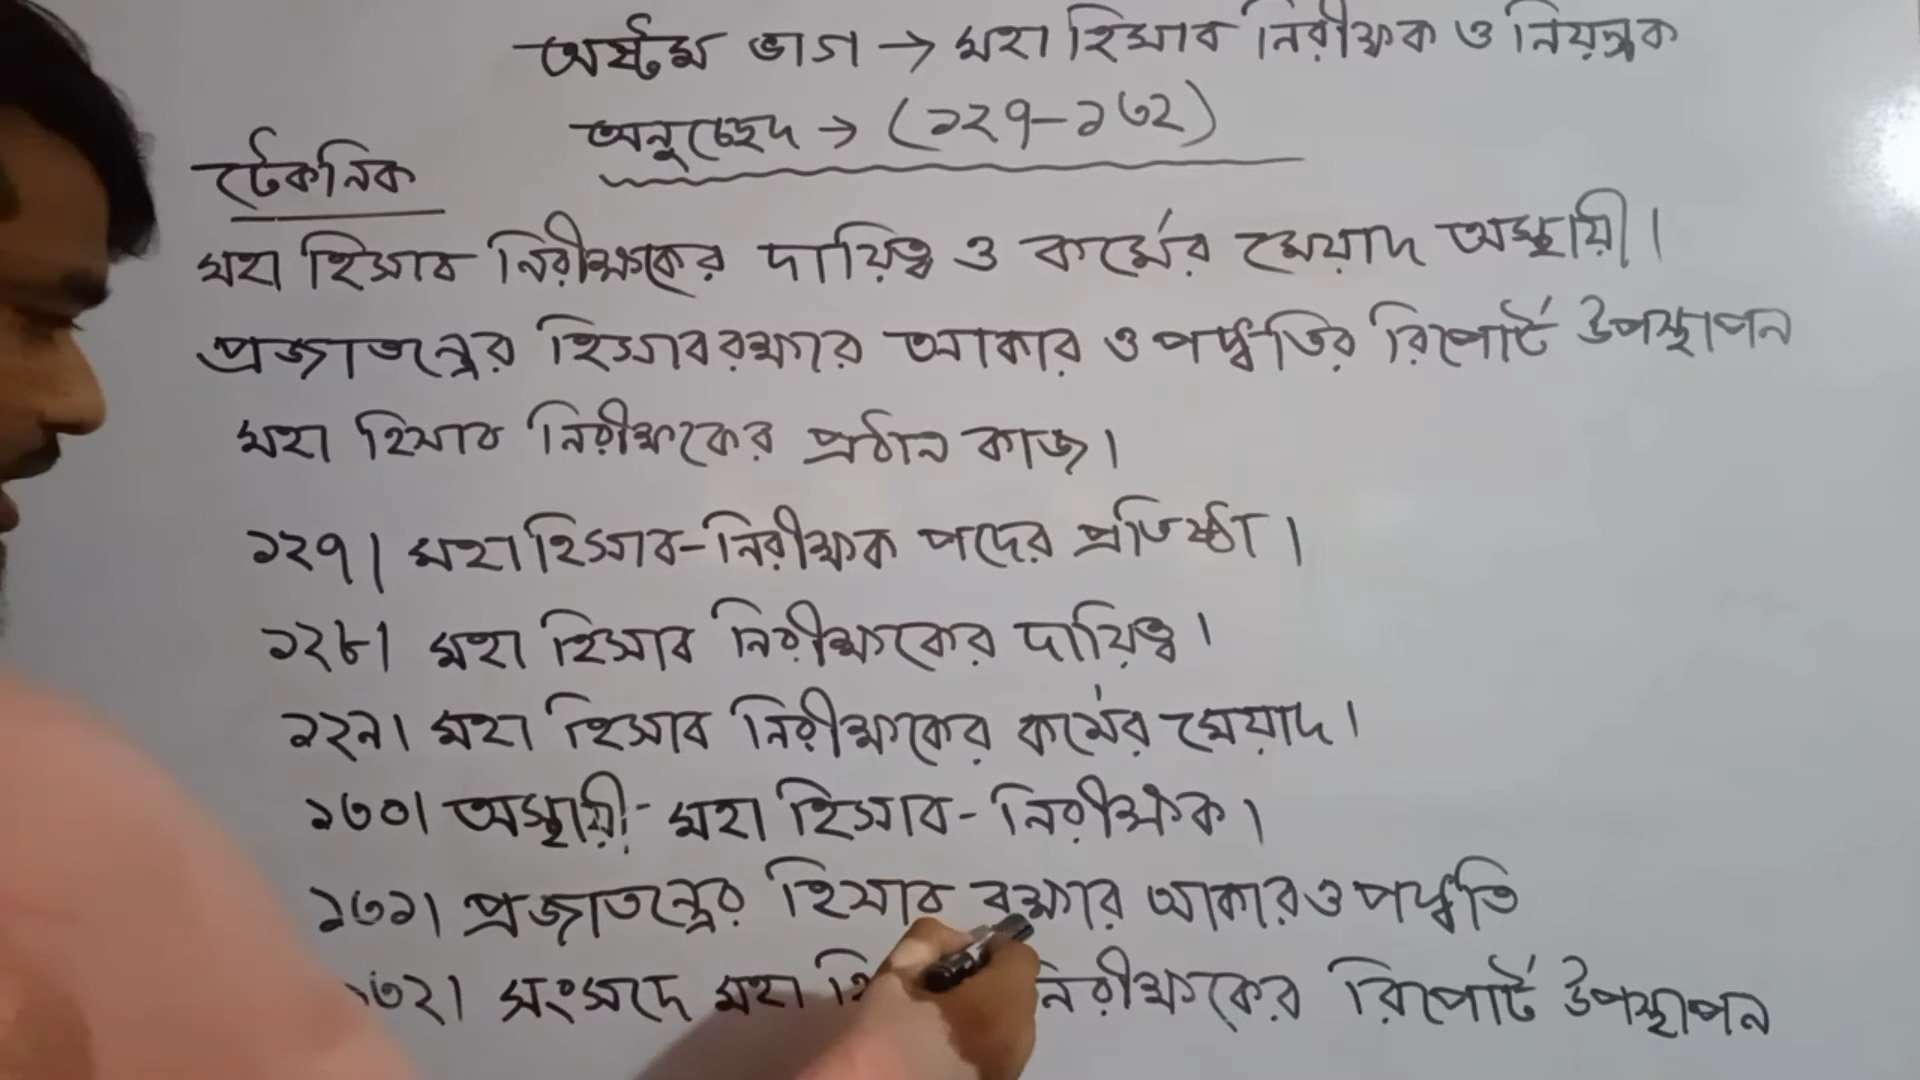 অষ্টম ভাগ → মহা হিসাব নিরীক্ষক ও নিয়ন্ত্রক
অনুচ্ছেদ → (১২৭-১৩২)
টেকনিক
মহা হিসাব নিরীক্ষকের দায়িত্ব ও কর্মের মেয়াদ অস্থায়ী।
প্রজাতন্ত্রের হিসাবরক্ষার আকার ও পদ্ধতির রিপোর্ট উপস্থাপন
মহা হিসাব নিরীক্ষকের প্রধান কাজ।
১২৭। মহা হিসাব-নিরীক্ষক পদের প্রতিষ্ঠা।
১২৮। মহা হিসাব নিরীক্ষকের দায়িত্ব।
১২৯। মহা হিসাব নিরীক্ষকের কর্মের মেয়াদ।
১৩০। অস্থায়ী- মহা হিসাব-নিরীক্ষক।
১৩১। প্রজাতন্ত্রের হিসাব রক্ষার আকার ও পদ্ধতি
১৩২। সংসদে মহা নিরীক্ষকের রিপোর্ট উপস্থাপন